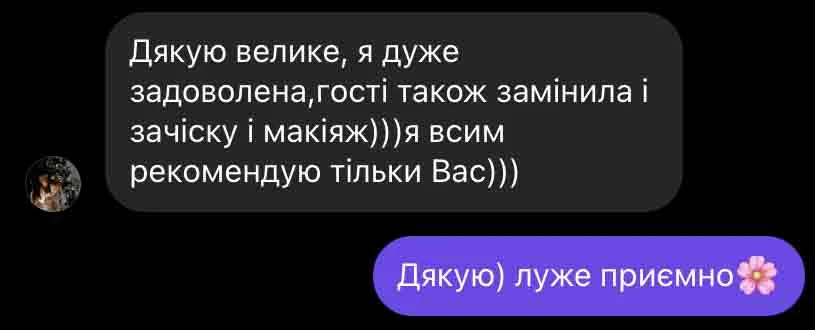 Дякую велике, я дуже
задоволена,гості також замінила і
зачіску і макіяж)))я всим
рекомендую тільки Вас)))
Дякую) луже приємно🌸